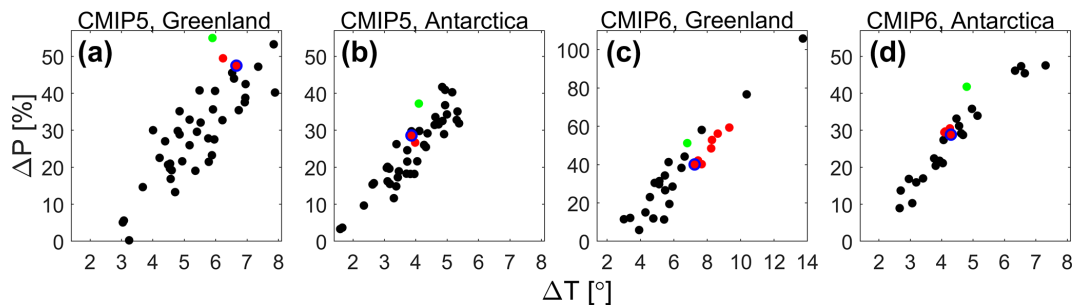 CMIP5, Greenland
CMIP5, Antarctica
CMIP6, Greenland
CMIP6, Antarctica
(a)
(b)
(c)
(d)
ΔP [%]
50
40
30
20
10
0
2 3 4 5 6 7 8
50
40
30
20
10
0
2 3 4 5 6 7 8
100
80
60
40
20
0
2 4 6 8 10 12 14
50
40
30
20
10
0
2 3 4 5 6 7 8
ΔT [°]